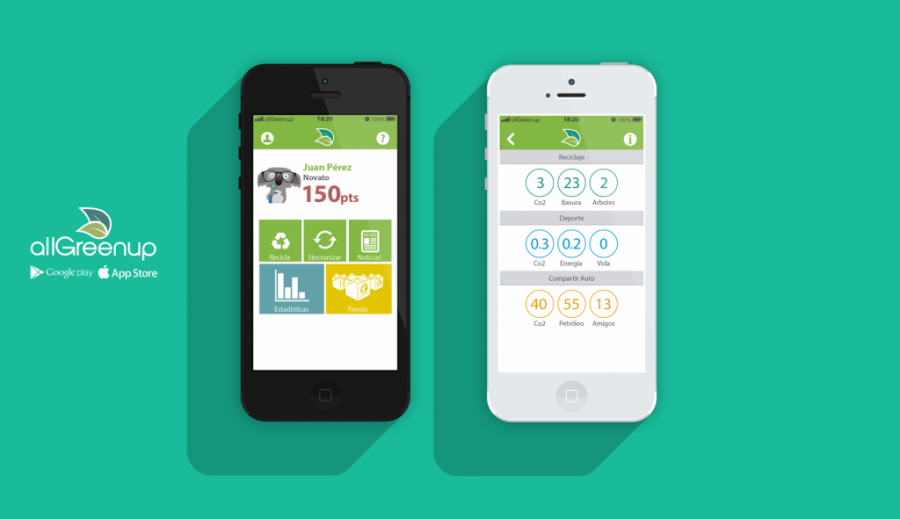 allGreenup
Google play App Store
allGreenup 18:20 100%
?
Juan Pérez
Novato
150pts
Recicla Sincronizar Noticias
NEWS
Estadísticas Tienda
allGreenup 18:20 100%
i
Reciclaje
3 23 2
Co2 Basura Arboles
Deporte
0.3 0.2 0
Co2 Energía Vida
Compartir Auto
40 55 13
Co2 Petróleo Amigos